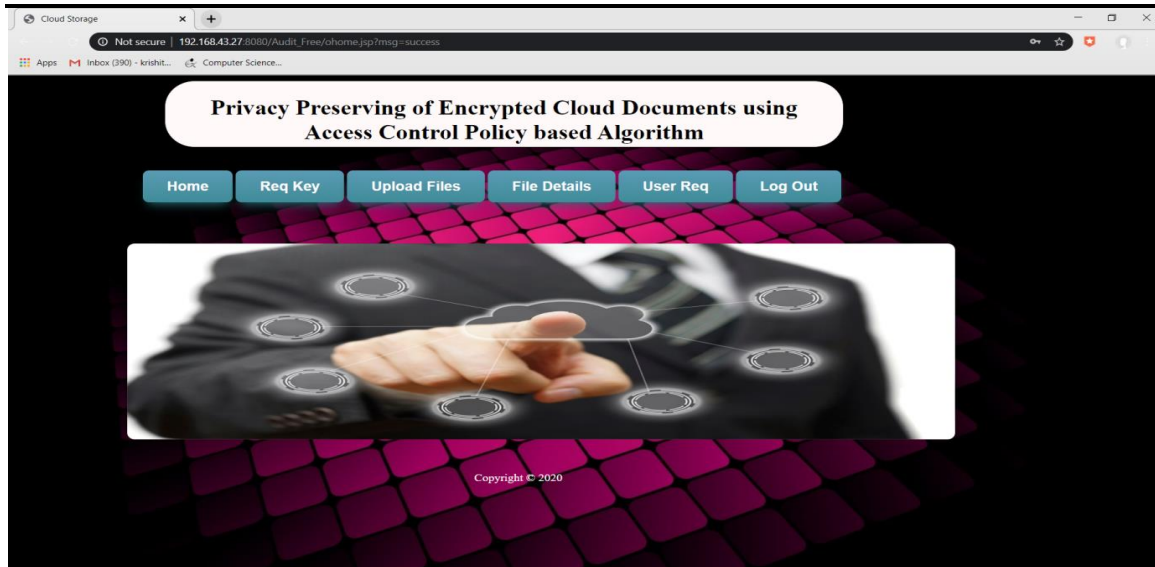 Cloud Storage
Not secure | 192.168.43.27:8080/Audit_Free/ohome.jsp?msg=success
Apps Inbox (390) - krishit... Computer Science...
Privacy Preserving of Encrypted Cloud Documents using
Access Control Policy based Algorithm
Home Req Key Upload Files File Details User Req Log Out
Copyright © 2020